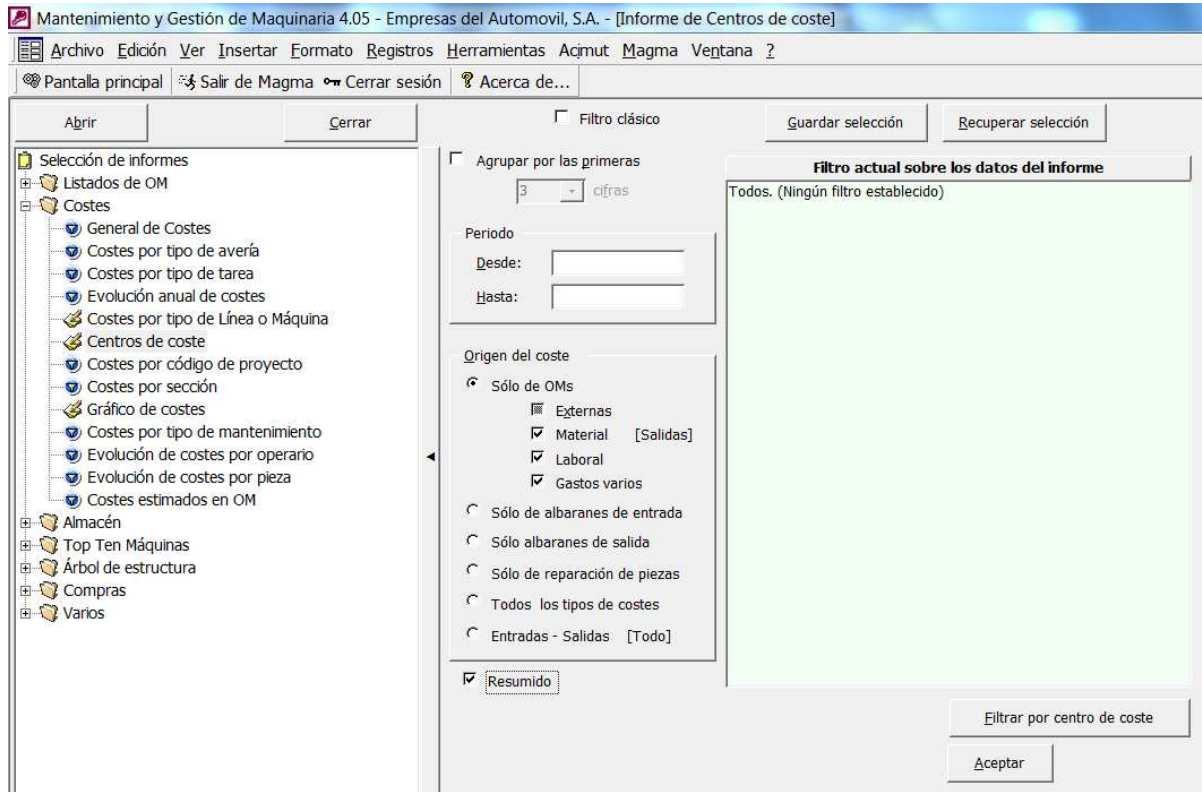 Mantenimiento y Gestión de Maquinaria 4.05 - Empresas del Automovil, S.A. - [Informe de Centros de coste]
Archivo Edición Ver Insertar Formato Registros Herramientas Acimut Magma Ventana ?
Pantalla principal Salir de Magma Cerrar sesión Acerca de...
Abrir
Cerrar
Filtro clásico
Guardar selección
Recuperar selección
Selección de informes
Listados de OM
Costes
General de Costes
Costes por tipo de avería
Costes por tipo de tarea
Evolución anual de costes
Costes por tipo de Línea o Máquina
Centros de coste
Costes por código de proyecto
Costes por sección
Gráfico de costes
Costes por tipo de mantenimiento
Evolución de costes por operario
Evolución de costes por pieza
Costes estimados en OM
Almacén
Top Ten Máquinas
Árbol de estructura
Compras
Varios
Agrupar por las primeras
3 cifras
Periodo
Desde:
Hasta:
Origen del coste
Sólo de OMs
Externas
Material [Salidas]
Laboral
Gastos varios
Sólo de albaranes de entrada
Sólo albaranes de salida
Sólo de reparación de piezas
Todos los tipos de costes
Entradas - Salidas [Todo]
Resumido
Filtro actual sobre los datos del informe
Todos. (Ningún filtro establecido)
Filtrar por centro de coste
Aceptar